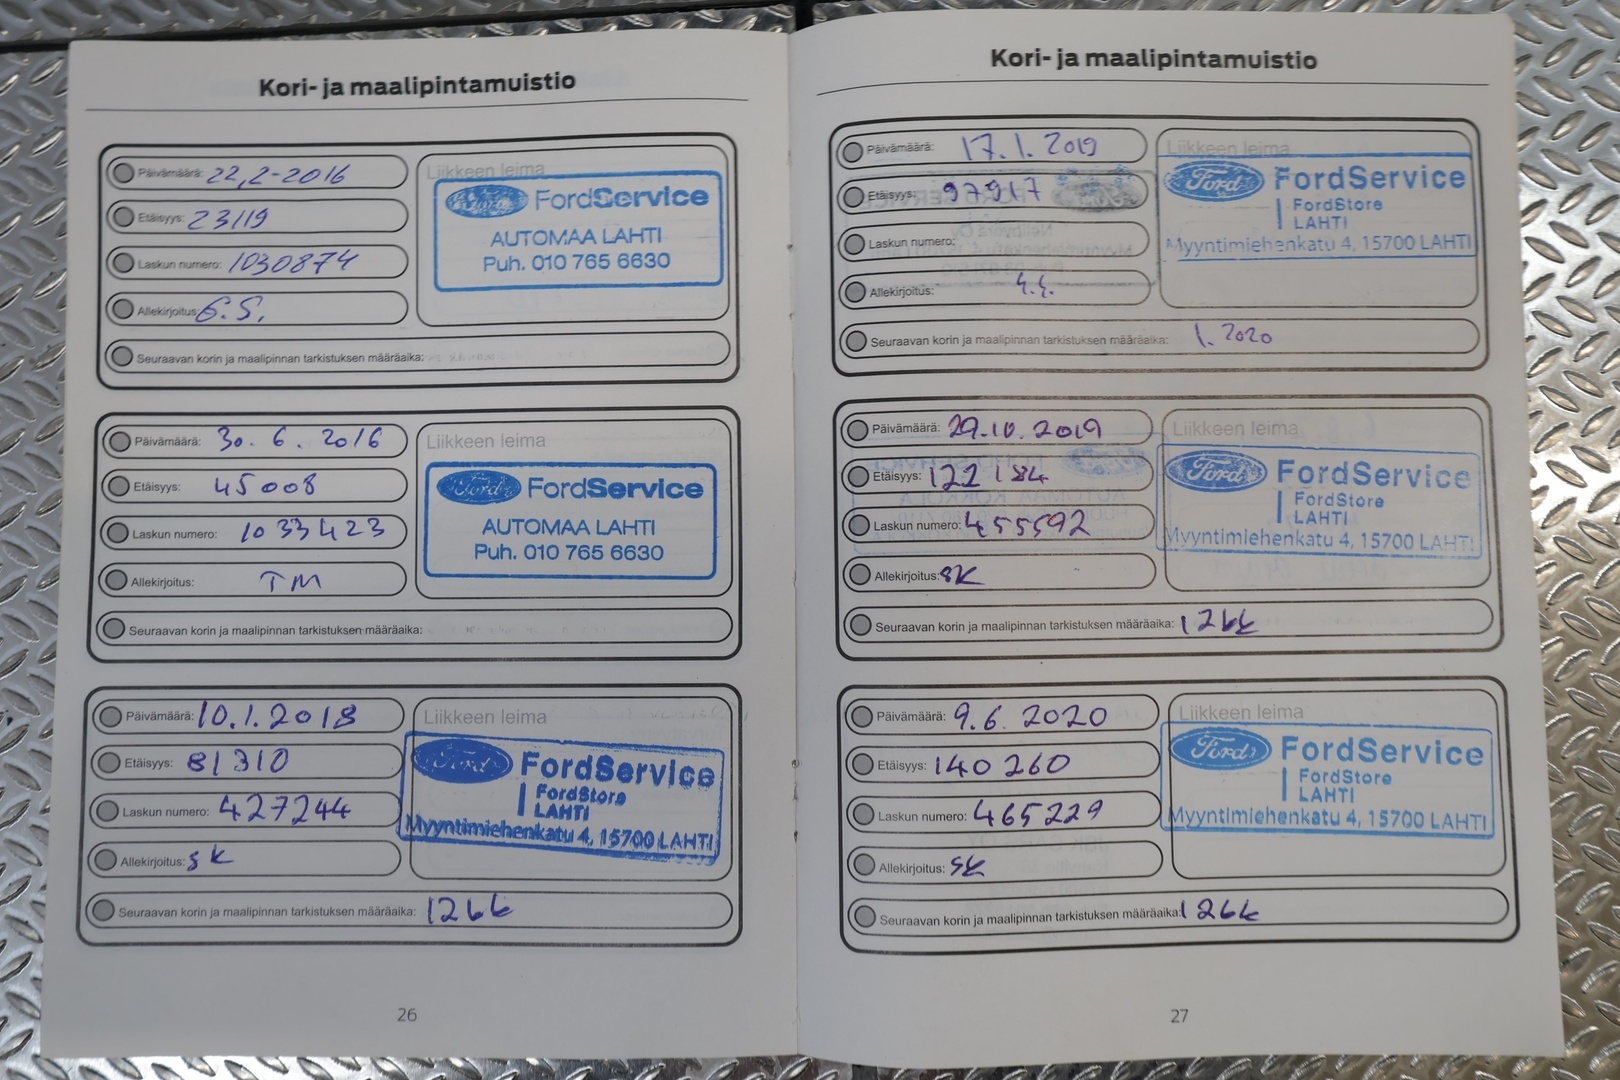 Kori- ja maalipintamuistio
Päivämäärä: 22,2-2016
Etäisyys: 23119
Laskun numero: 1030874
Allekirjoitus: G.S.
Liikkeen leima
Ford FordService
AUTOMAA LAHTI
Puh. 010 765 6630
Seuraavan korin ja maalipinnan tarkistuksen määräaika:
Päivämäärä: 30.6.2016
Etäisyys: 45008
Laskun numero: 1033423
Allekirjoitus: TM
Liikkeen leima
Ford FordService
AUTOMAA LAHTI
Puh. 010 765 6630
Seuraavan korin ja maalipinnan tarkistuksen määräaika:
Päivämäärä: 10.1.2018
Etäisyys: 81310
Laskun numero: 427244
Allekirjoitus: SK
Liikkeen leima
Ford FordService
FordStore
LAHTI
Myyntimiehenkatu 4, 15700 LAHTI
Seuraavan korin ja maalipinnan tarkistuksen määräaika: 12kk
26
Kori- ja maalipintamuistio
Päivämäärä: 17.1.2019
Etäisyys: 97917
Laskun numero:
Allekirjoitus:
Liikkeen leima
Ford FordService
FordStore
LAHTI
Myyntimiehenkatu 4, 15700 LAHTI
Seuraavan korin ja maalipinnan tarkistuksen määräaika: 1.2020
Päivämäärä: 29.10.2019
Etäisyys: 122184
Laskun numero: 455592
Allekirjoitus: SK
Liikkeen leima
Ford FordService
FordStore
LAHTI
Myyntimiehenkatu 4, 15700 LAHTI
Seuraavan korin ja maalipinnan tarkistuksen määräaika: 12kk
Päivämäärä: 9.6.2020
Etäisyys: 140260
Laskun numero: 465229
Allekirjoitus: SK
Liikkeen leima
Ford FordService
FordStore
LAHTI
Myyntimiehenkatu 4, 15700 LAHTI
Seuraavan korin ja maalipinnan tarkistuksen määräaika: 12kk
27